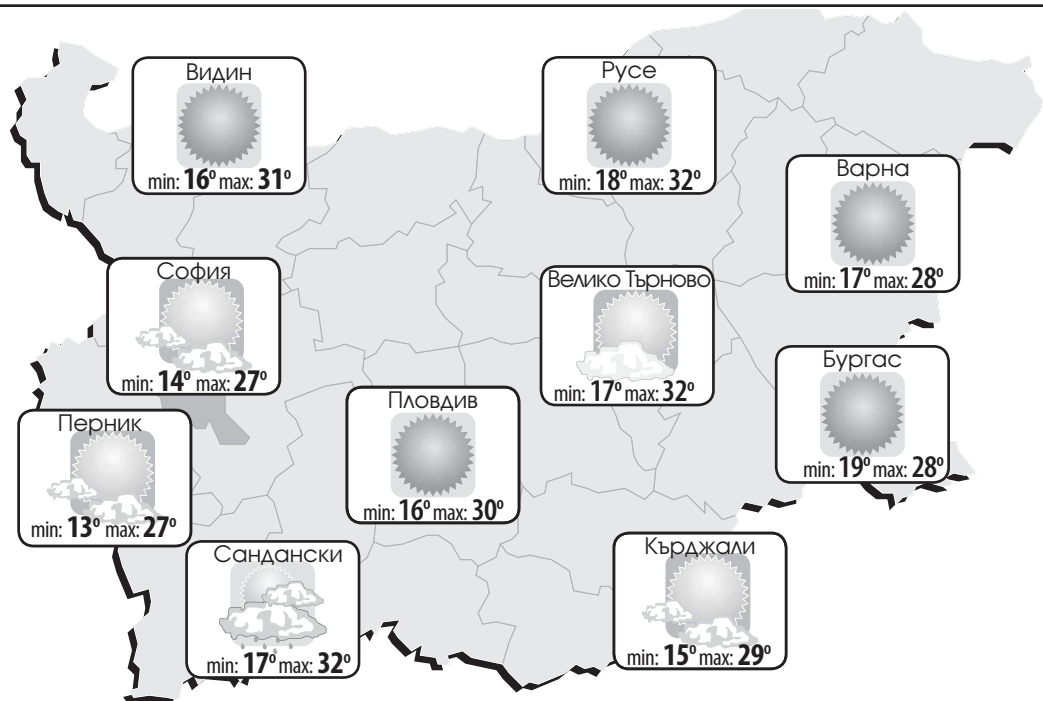 Видин
min: 16° max: 31°
Русе
min: 18° max: 32°
Варна
min: 17° max: 28°
София
min: 14° max: 27°
Велико Търново
min: 17° max: 32°
Бургас
min: 19° max: 28°
Пловдив
min: 16° max: 30°
Перник
min: 13° max: 27°
Сандански
min: 17° max: 32°
Кърджали
min: 15° max: 29°